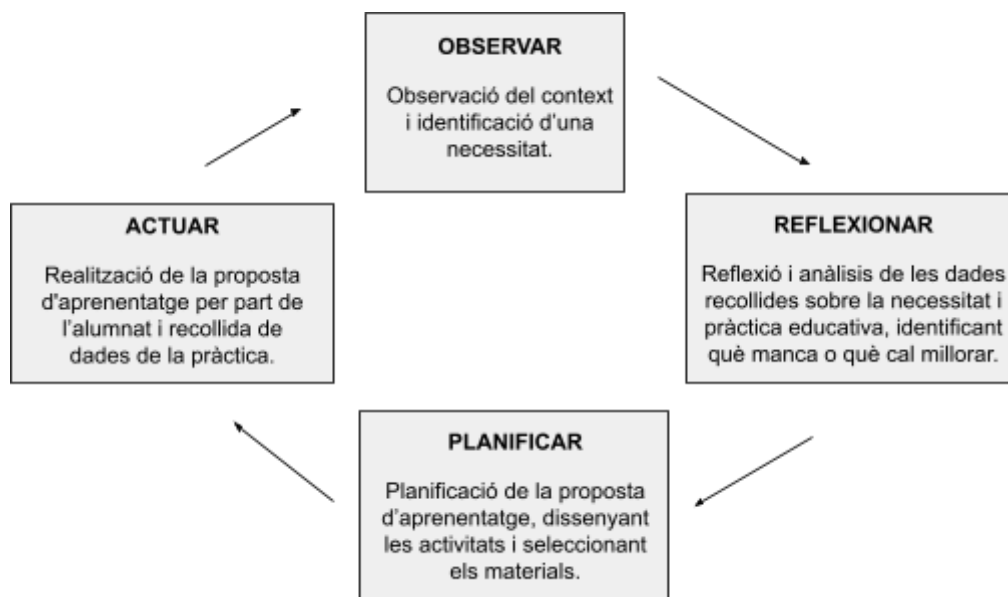 OBSERVAR
Observació del context
i identificació d’una
necessitat.
ACTUAR
Realització de la proposta
d'aprenentatge per part de
l’alumnat i recollida de
dades de la pràctica.
REFLEXIONAR
Reflexió i anàlisis de les dades
recollides sobre la necessitat i
pràctica educativa, identificant
què manca o què cal millorar.
PLANIFICAR
Planificació de la proposta
d’aprenentatge, dissenyant
les activitats i seleccionant
els materials.